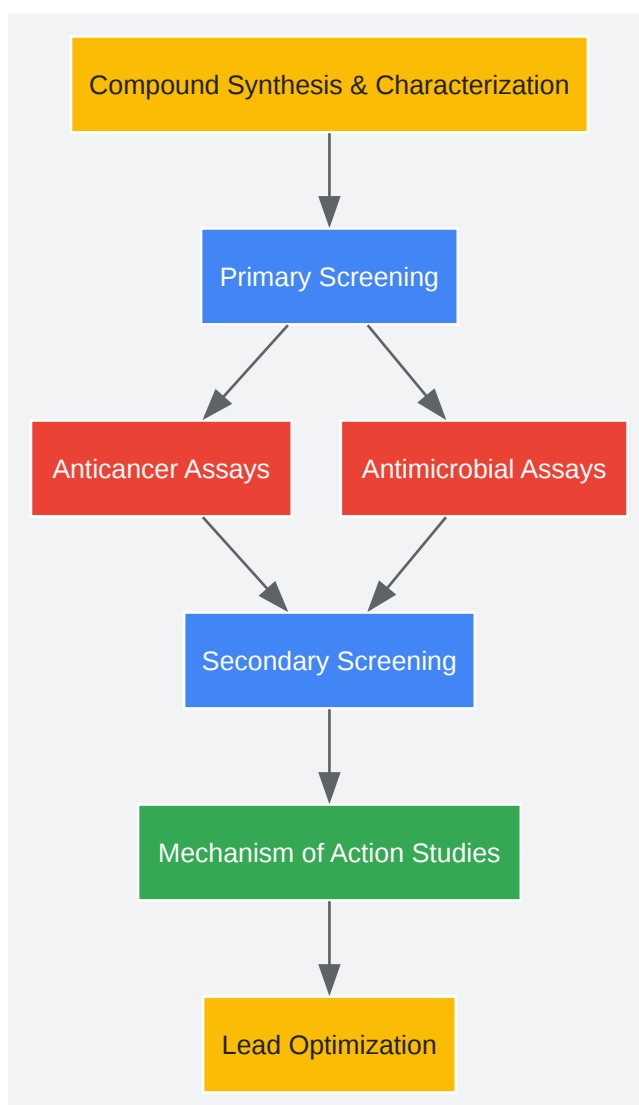 Compound Synthesis & Characterization
Primary Screening
Anticancer Assays
Antimicrobial Assays
Secondary Screening
Mechanism of Action Studies
Lead Optimization